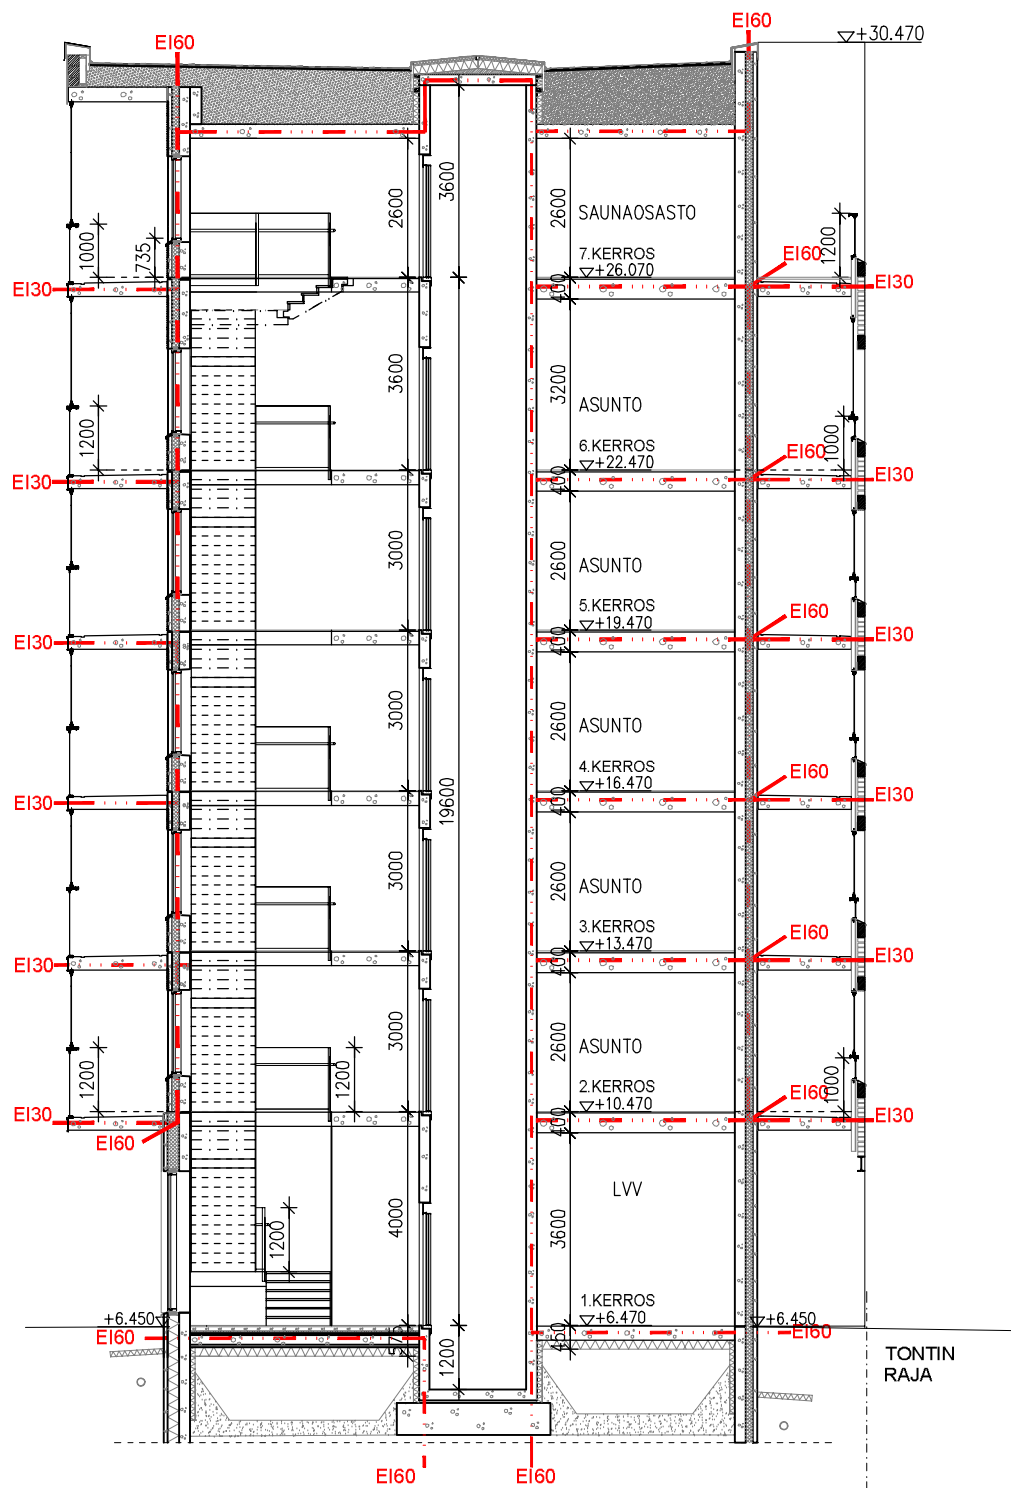 EI60
EI60
+30.470
3600
2600
2600
SAUNAOSASTO
1000
735
1200
7.KERROS
+26.070
EI60
EI30
400
EI30
3600
3200
ASUNTO
1200
1000
6.KERROS
+22.470
EI60
EI30
400
EI30
3000
2600
ASUNTO
5.KERROS
+19.470
EI60
EI30
400
EI30
3000
2600
ASUNTO
4.KERROS
+16.470
EI60
EI30
400
EI30
19600
3000
2600
ASUNTO
3.KERROS
+13.470
EI60
EI30
400
EI30
3000
2600
ASUNTO
1200
1200
1000
2.KERROS
+10.470
EI60
EI30
400
EI30
EI60
LVV
4000
1200
3600
1.KERROS
+6.450
+6.470
+6.450
EI60
EI60
1200
TONTIN
RAJA
EI60
EI60